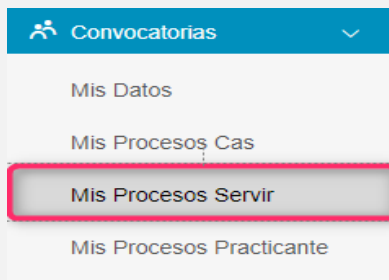 Convocatorias
Mis Datos
Mis Procesos Cas
Mis Procesos Servir
Mis Procesos Practicante